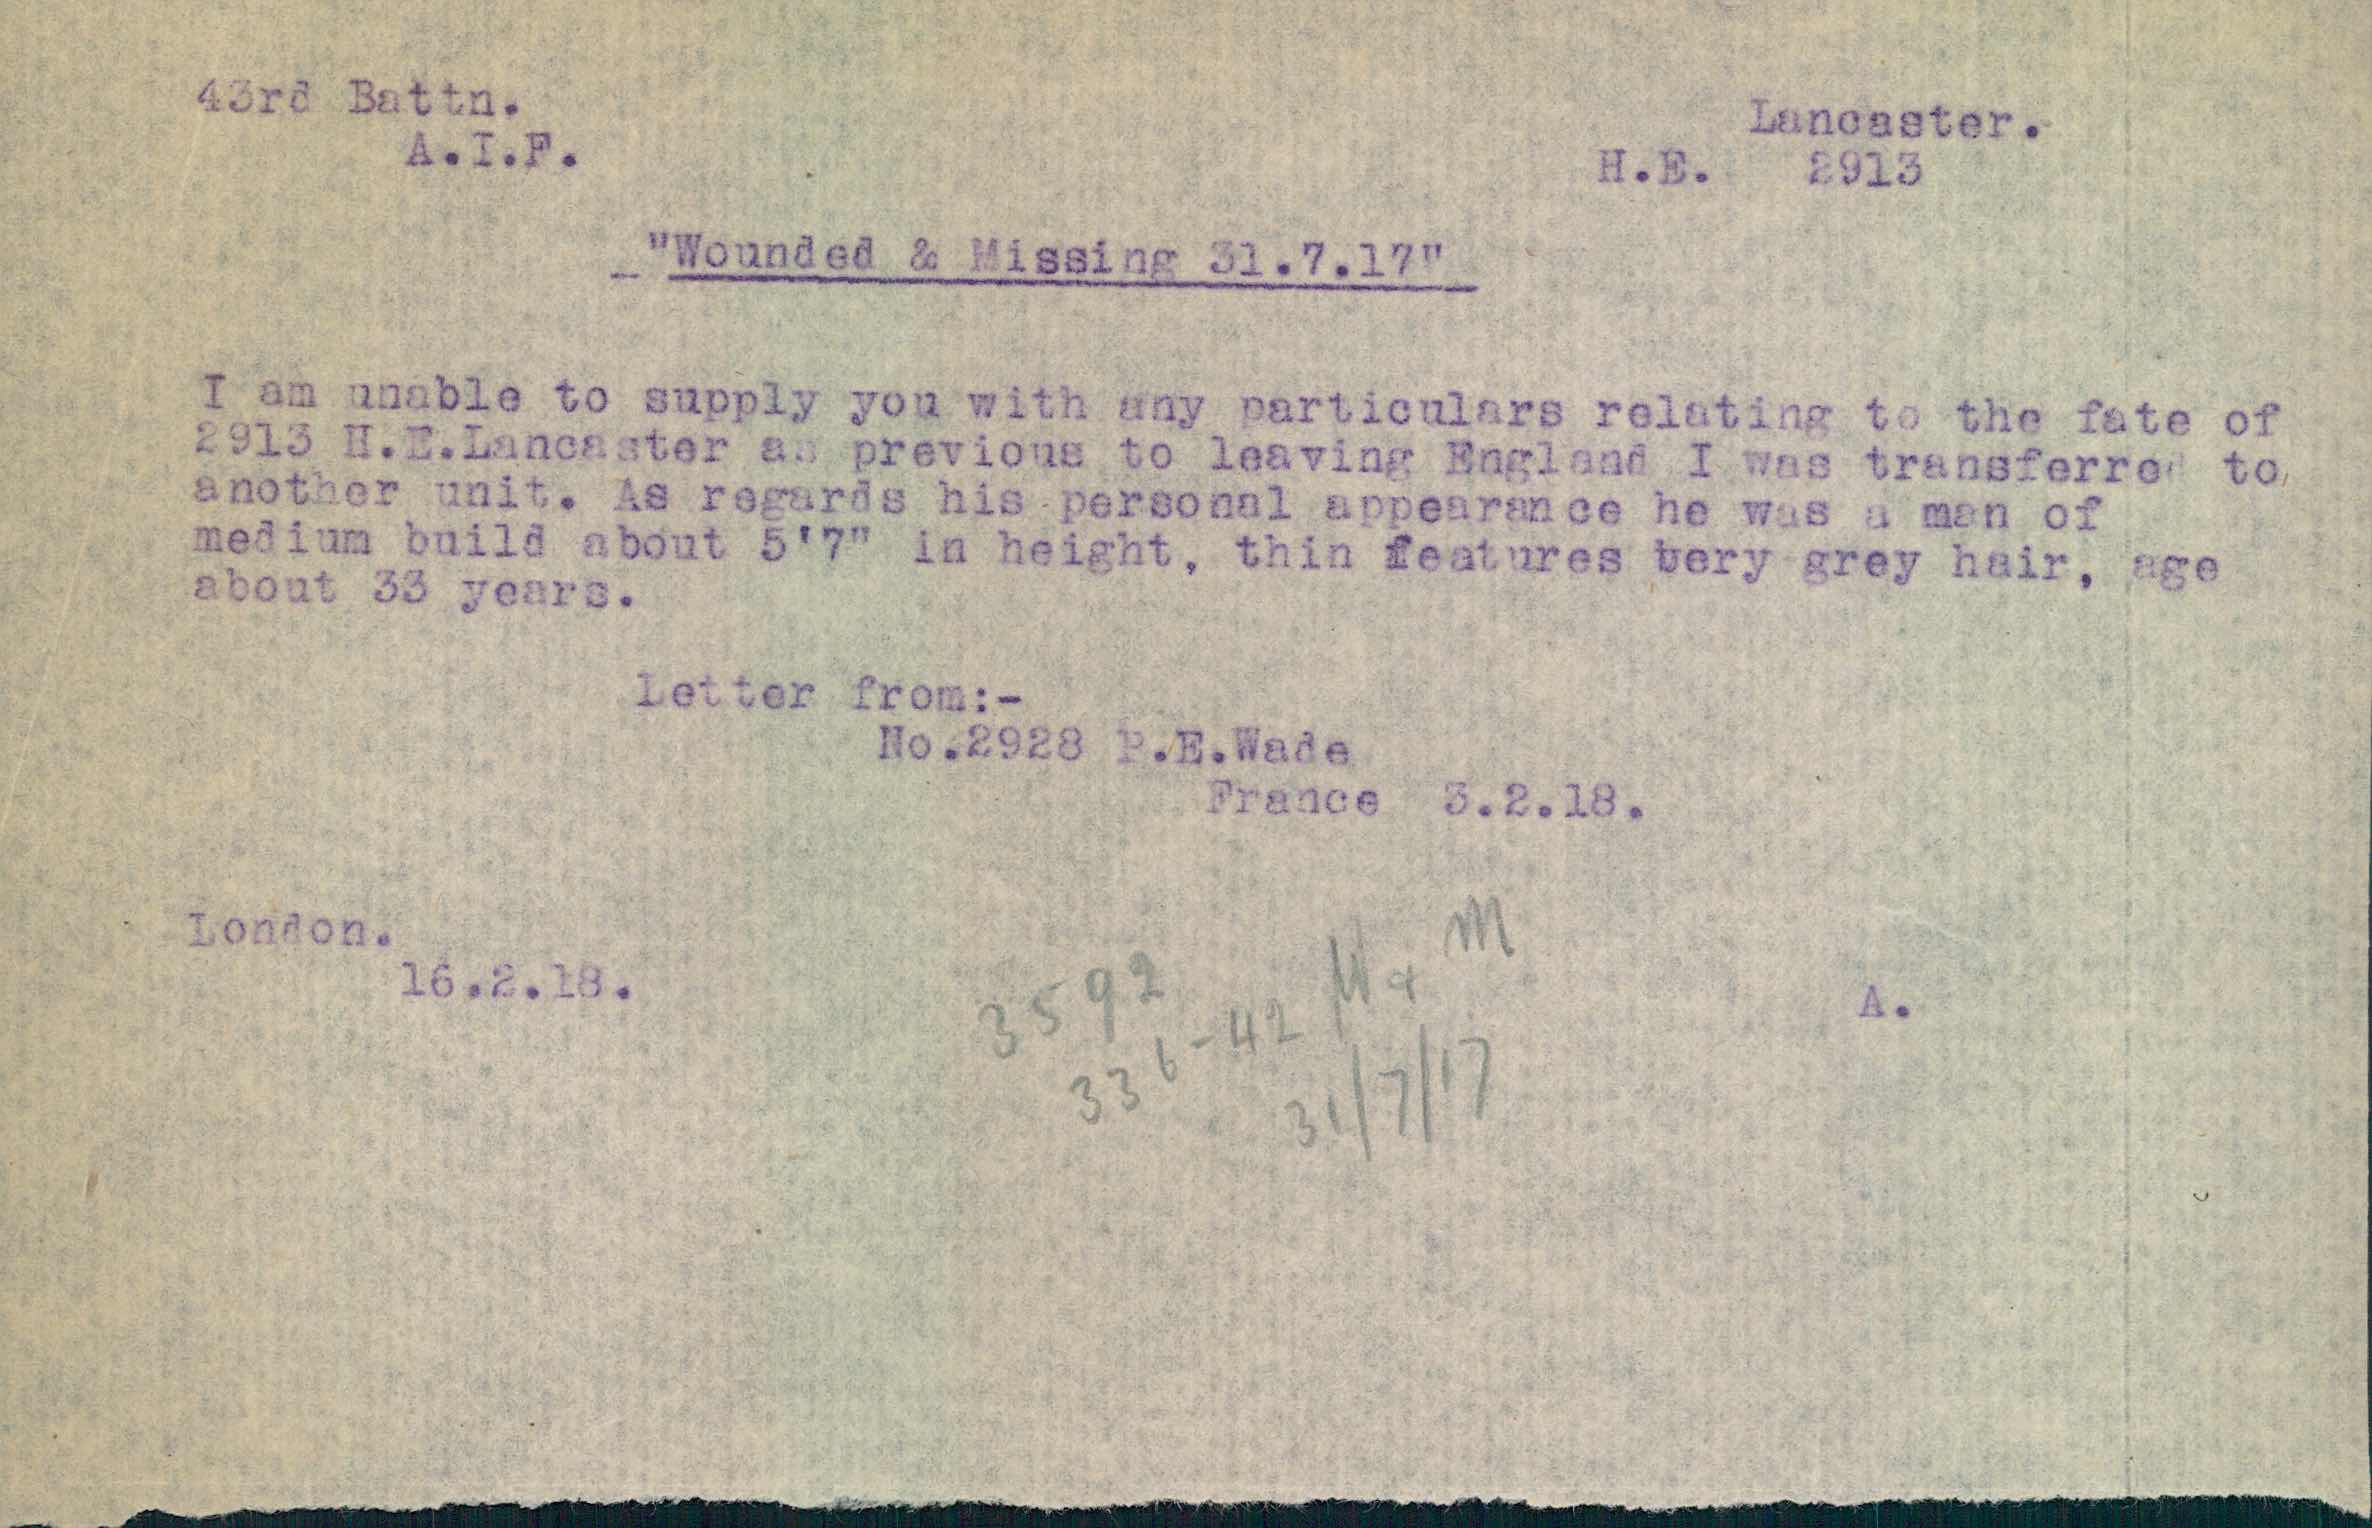 43rd Battn.
A.I.F.
Lancaster.
H.E. 2913
"Wounded & Missing 31.7.17"
I am unable to supply you with any particulars relating to the fate of
2913 H.E.Lancaster as previous to leaving England I was transferred to
another unit. As regards his personal appearance he was a man of
medium build about 5'7" in height, thin features very grey hair, age
about 33 years.
Letter from:-
No.2928 P.E.Wade
France 3.2.18.
London.
16.2.18.
A.
3592
336-42
W & M
31/7/17